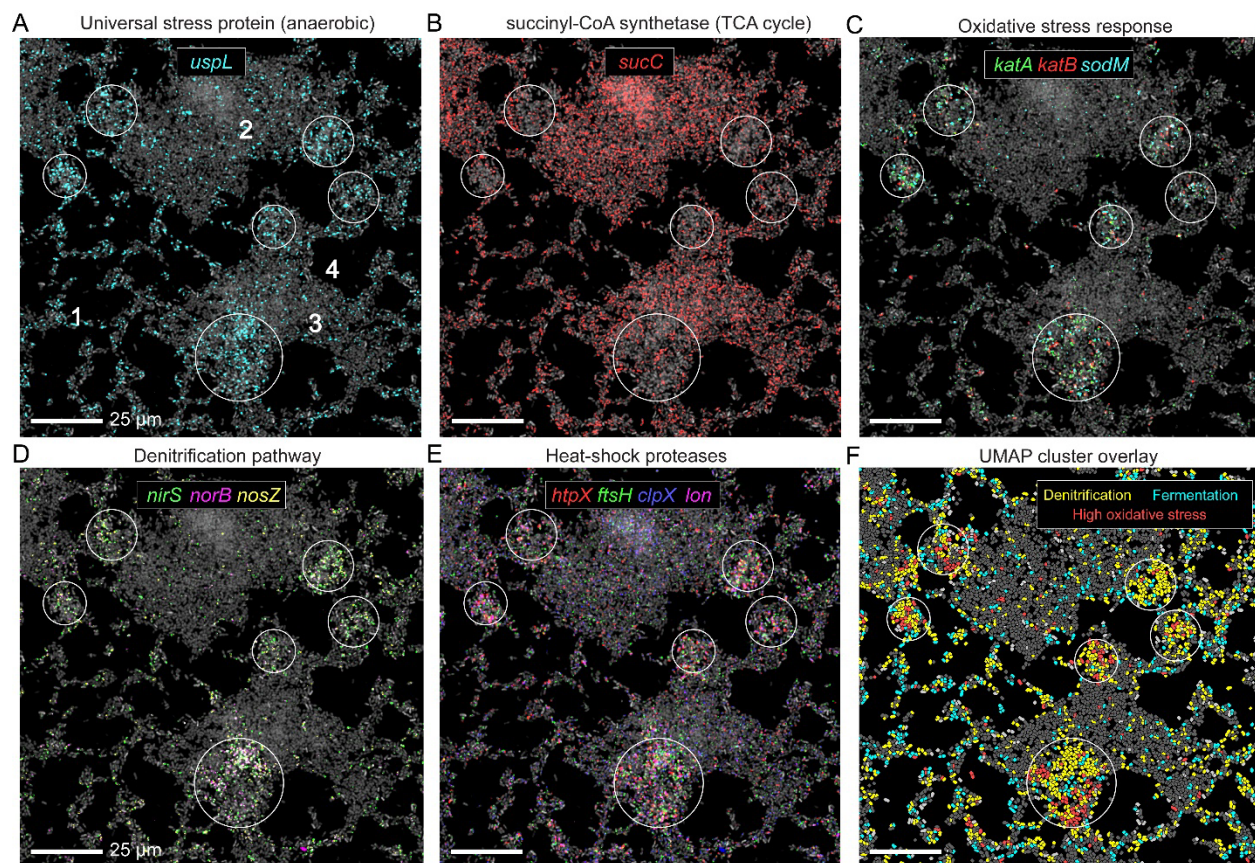 A
Universal stress protein (anaerobic)
uspL
2
1
4
3
25 μm
B
succinyl-CoA synthetase (TCA cycle)
sucC
C
Oxidative stress response
katA katB sodM
D
Denitrification pathway
nirS norB nosZ
25 μm
E
Heat-shock proteases
htpX ftsH clpX lon
F
UMAP cluster overlay
Denitrification Fermentation
High oxidative stress